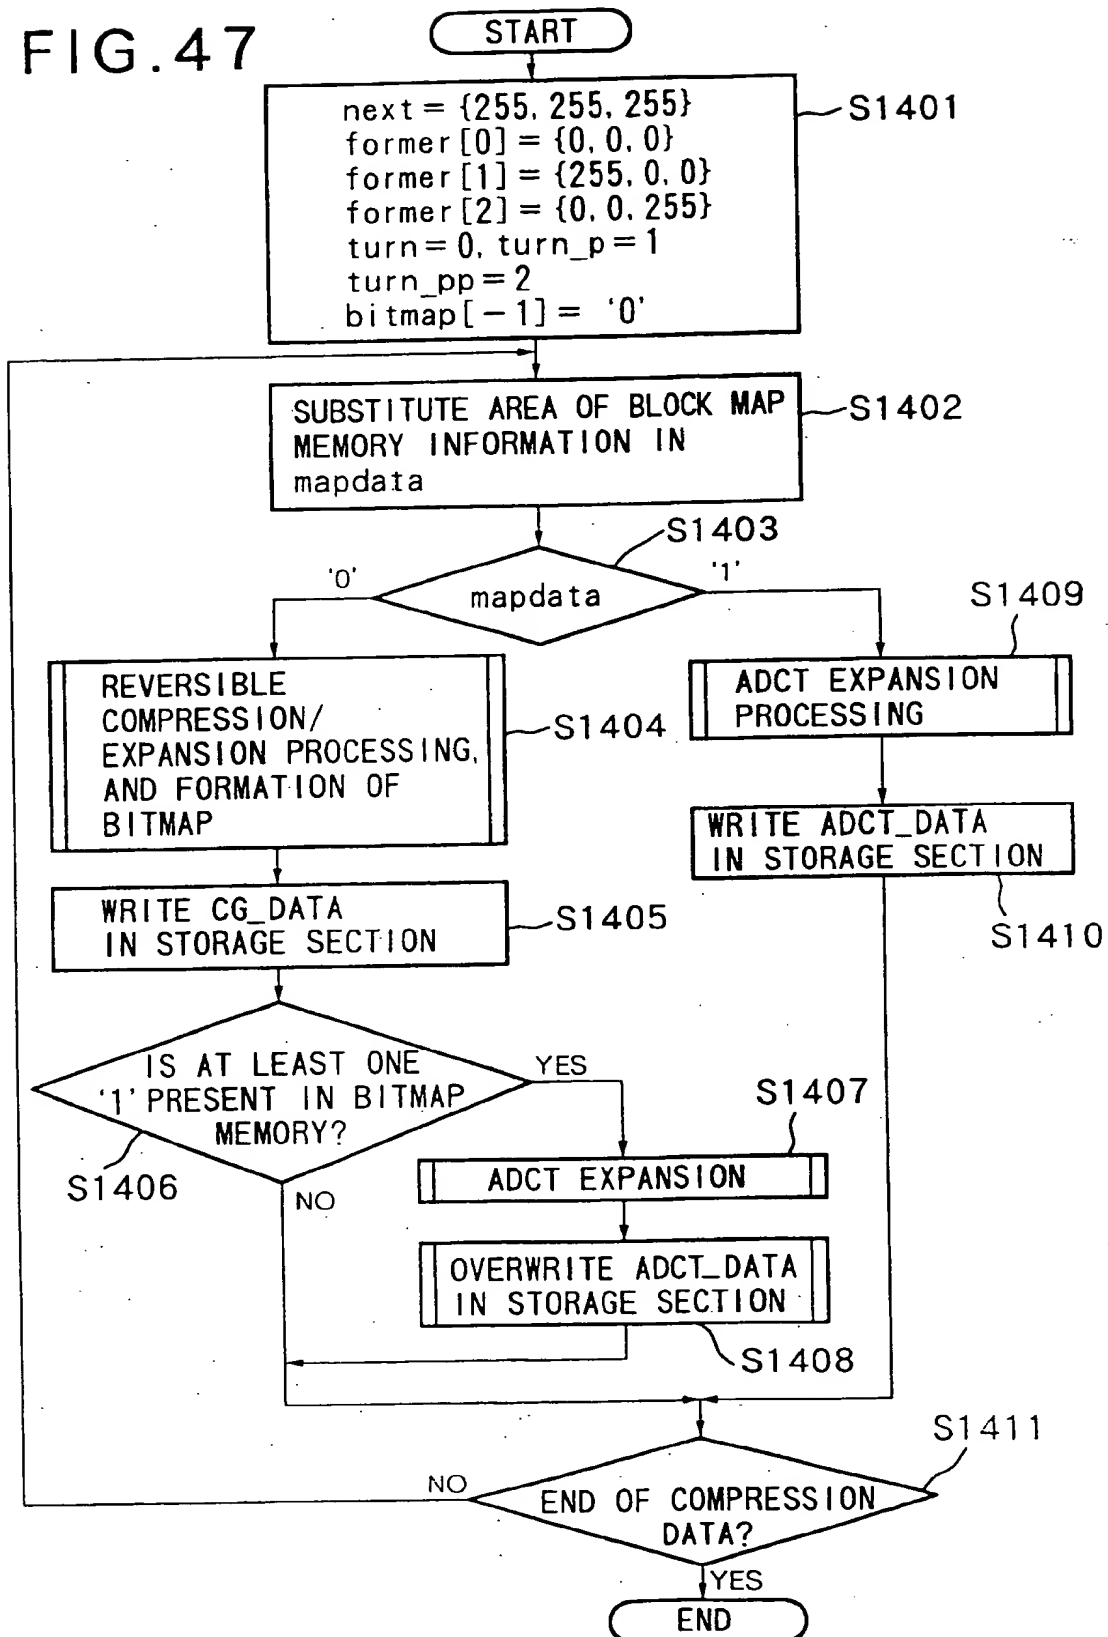 FIG.47
START
next = {255, 255, 255}
former[0] = {0, 0, 0}
former[1] = {255, 0, 0}
former[2] = {0, 0, 255}
turn = 0, turn_p = 1
turn_pp = 2
bitmap[-1] = '0'
S1401
SUBSTITUTE AREA OF BLOCK MAP
MEMORY INFORMATION IN
mapdata
S1402
S1403
'0'
mapdata
'1'
REVERSIBLE
COMPRESSION/
EXPANSION PROCESSING,
AND FORMATION OF
BITMAP
S1404
S1409
ADCT EXPANSION
PROCESSING
WRITE ADCT_DATA
IN STORAGE SECTION
S1410
WRITE CG_DATA
IN STORAGE SECTION
S1405
IS AT LEAST ONE
'1' PRESENT IN BITMAP
MEMORY?
S1406
YES
NO
S1407
ADCT EXPANSION
OVERWRITE ADCT_DATA
IN STORAGE SECTION
S1408
S1411
NO
END OF COMPRESSION
DATA?
YES
END